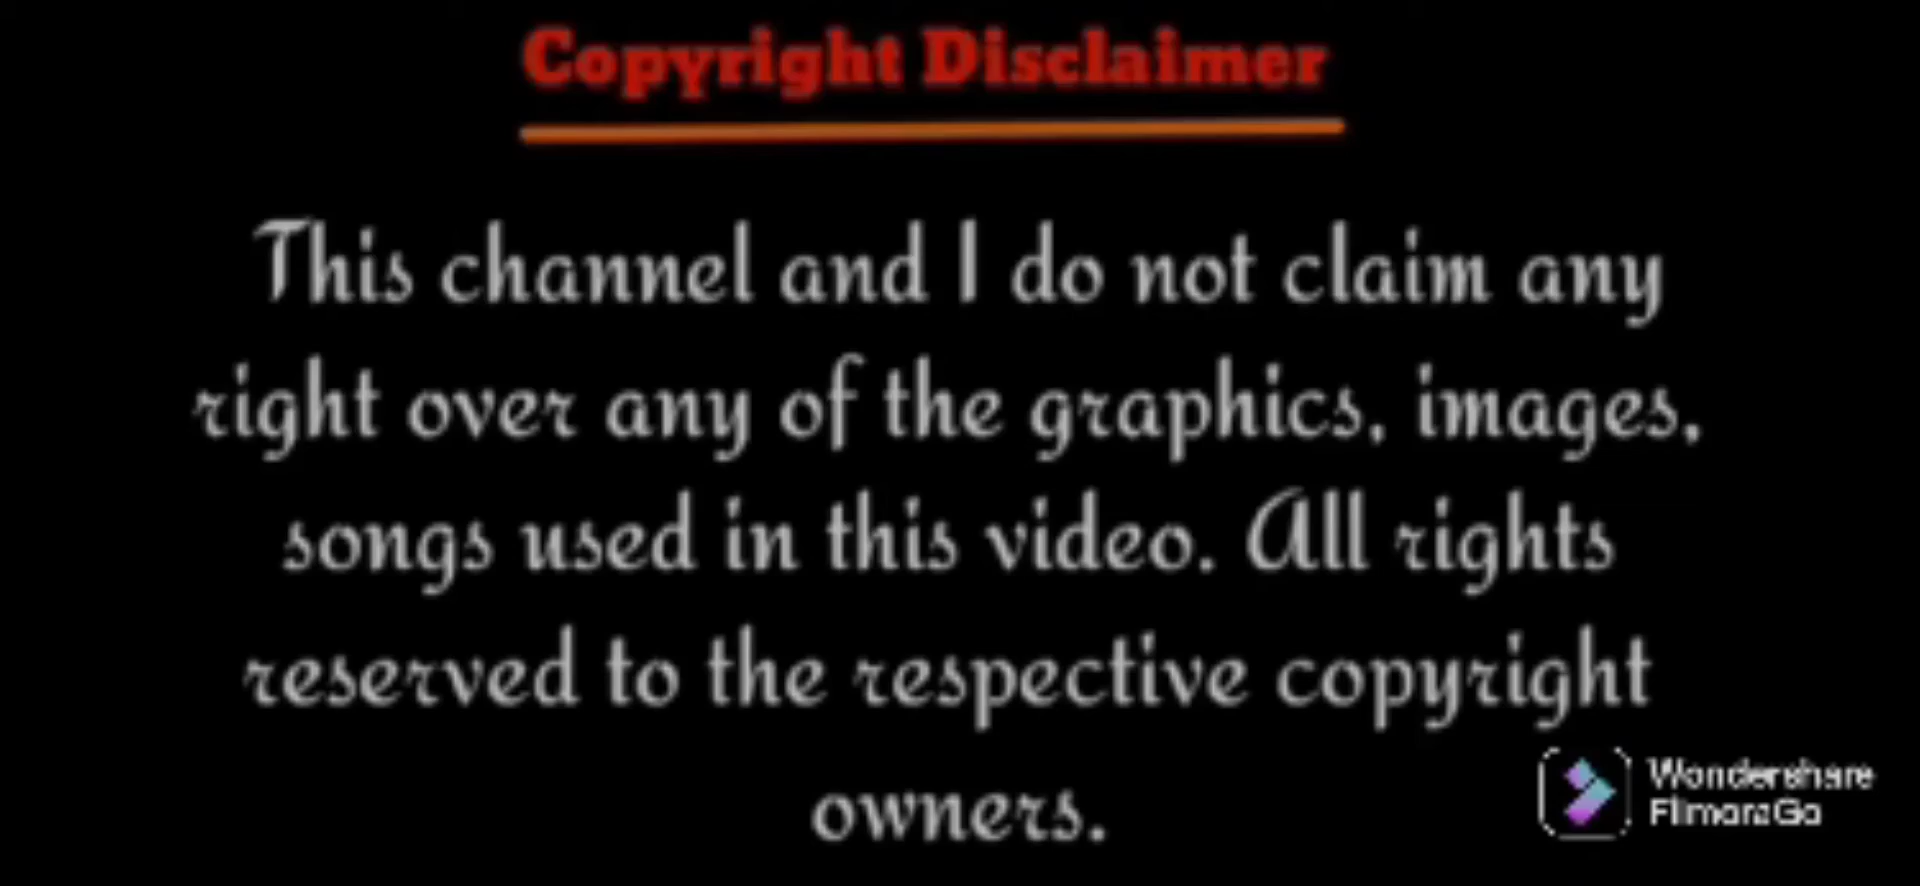 Copyright Disclaimer
This channel and I do not claim any
right over any of the graphics, images,
songs used in this video. All rights
reserved to the respective copyright
owners.
Wondershare
FilmoraGo